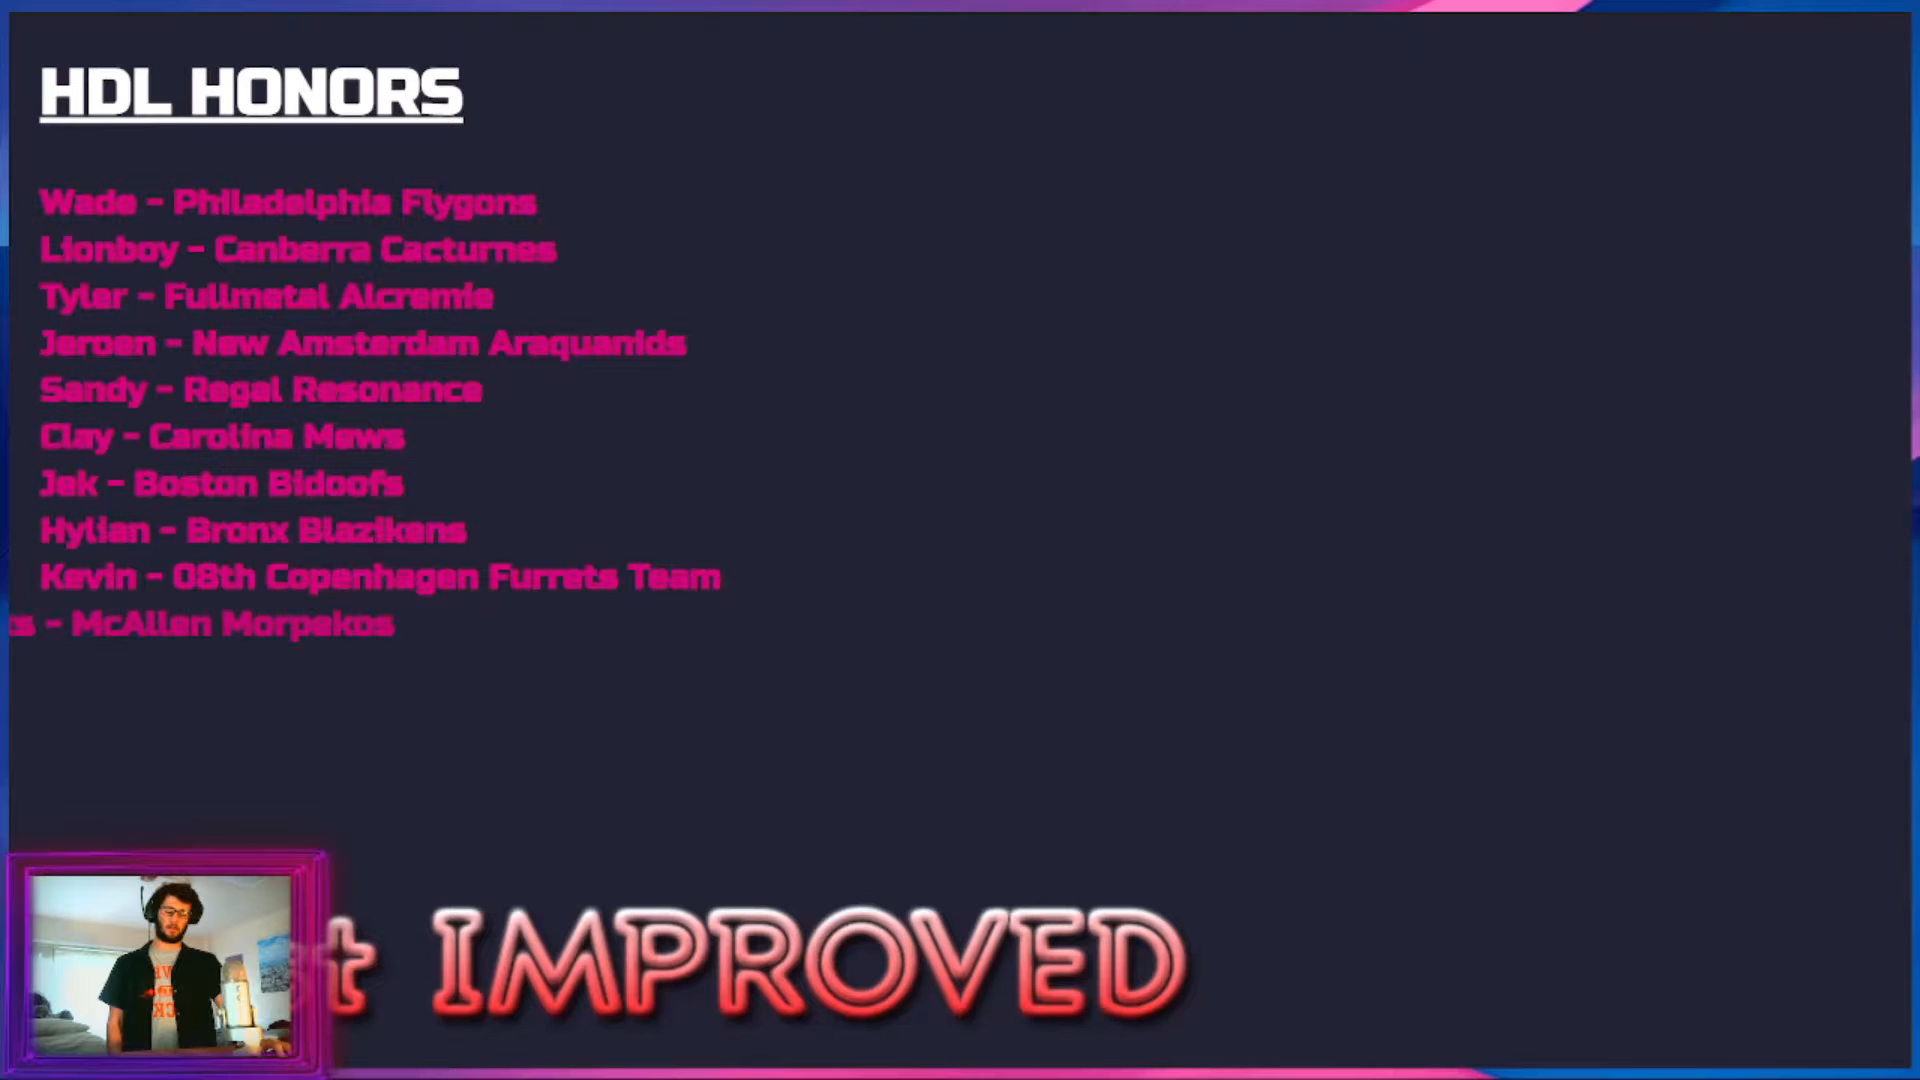 HDL HONORS
Wade - Philadelphia Flygons
Lionboy - Canberra Cacturnes
Tyler - Fullmetal Alcremie
Jeroen - New Amsterdam Araquanids
Sandy - Regal Resonance
Clay - Carolina Mews
Jek - Boston Bidoofs
Hylian - Bronx Blazikens
Kevin - 08th Copenhagen Furrets Team
- McAllen Morpekos
IMPROVED